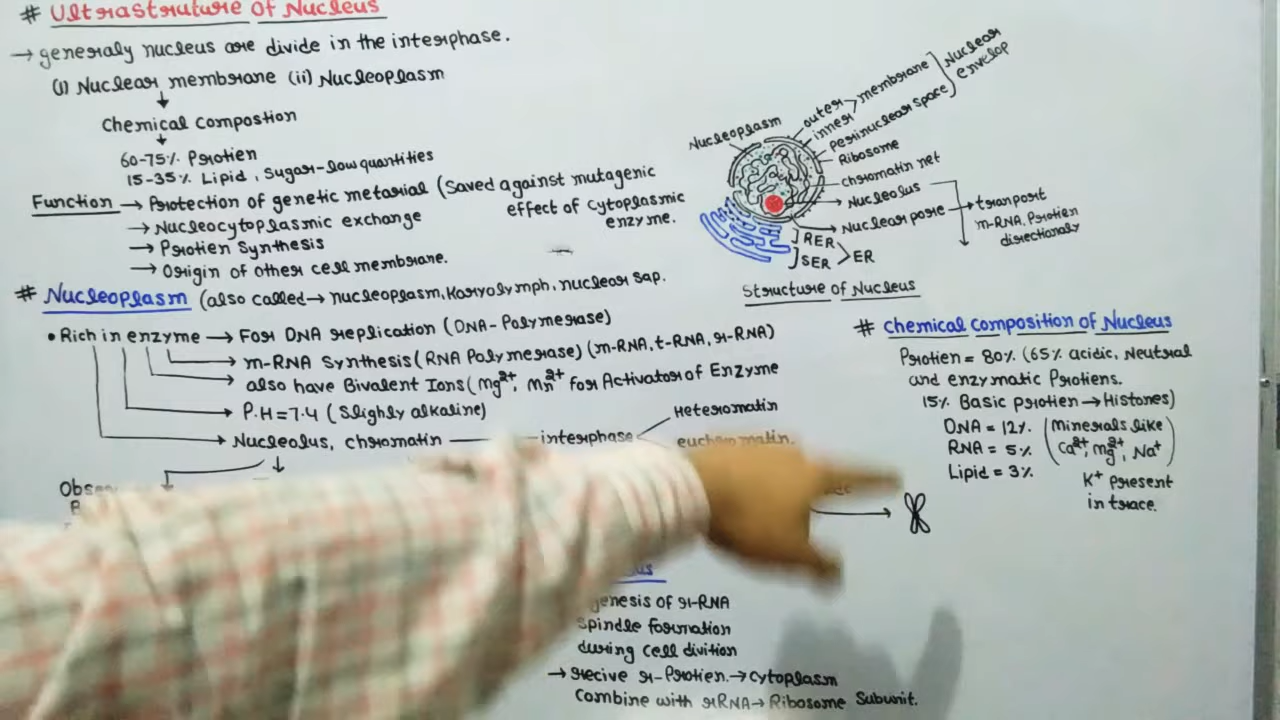 # Ultrastruture of Nucleus
→ generaly nucleus are divide in the interphase.
(i) Nuclear membrane (ii) Nucleoplasm
Chemical Compostion
60-75% Protien
15-35% Lipid, Sugar-low quantities
Function → Protection of genetic metarial (Saved against mutagenic
effect of cytoplasmic
enzyme.
→ Nucleocytoplasmic exchange
→ Protien Synthesis
→ Origin of other cell membrane.
# Nucleoplasm (also called → nucleoplasm, Karyolymph, nuclear sap.
• Rich in enzyme → For DNA replication (DNA-Polymerase)
m-RNA Synthesis (RNA Polymerase) (m-RNA, t-RNA, r-RNA)
also have Bivalent Ions (Mg2+, Mn2+ for Activator of Enzyme
P.H = 7.4 (Slighly alkaline)
Nucleolus, chromatin — interphase
Heteromatin
euchromatin.
Obse
genesis of r-RNA
Spindle formation
during cell divition
→ recive r-Protien → cytoplasm
Combine with rRNA → Ribosome Subunit.
Nucleoplasm
outer
inner
membrane
perinuclear space
Nuclear
envelop
Ribosome
chromatin net
Nucleolus
Nuclear pore
→ tranport
m-RNA, Protien
directionaly
] RER
] SER > ER
Structure of Nucleus
# Chemical composition of Nucleus
Protien = 80% (65% acidic, Neutral
and enzymatic Protiens.
15% Basic protien → Histones)
DNA = 12%
RNA = 5%
Lipid = 3%
(Minerals like
Ca2+, Mg2+, Na+)
K+ Present
in trace.